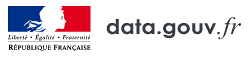 data.gouv.fr
Liberté • Égalité • Fraternité
RÉPUBLIQUE FRANÇAISE